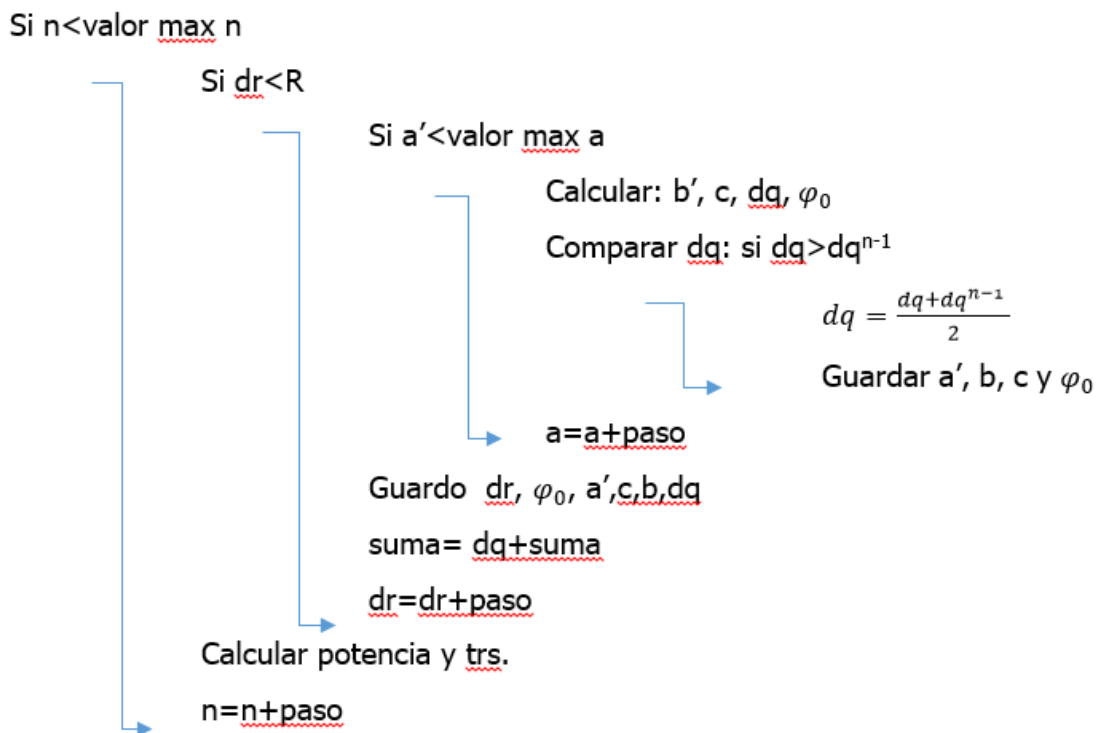 Si n<valor max n
Si dr<R
Si a’<valor max a
Calcular: b’, c, dq, φ₀
Comparar dq: si dq>dqⁿ⁻¹
dq = (dq+dqⁿ⁻¹)/2
Guardar a’, b, c y φ₀
a=a+paso
Guardo dr, φ₀, a’,c,b,dq
suma= dq+suma
dr=dr+paso
Calcular potencia y trs.
n=n+paso